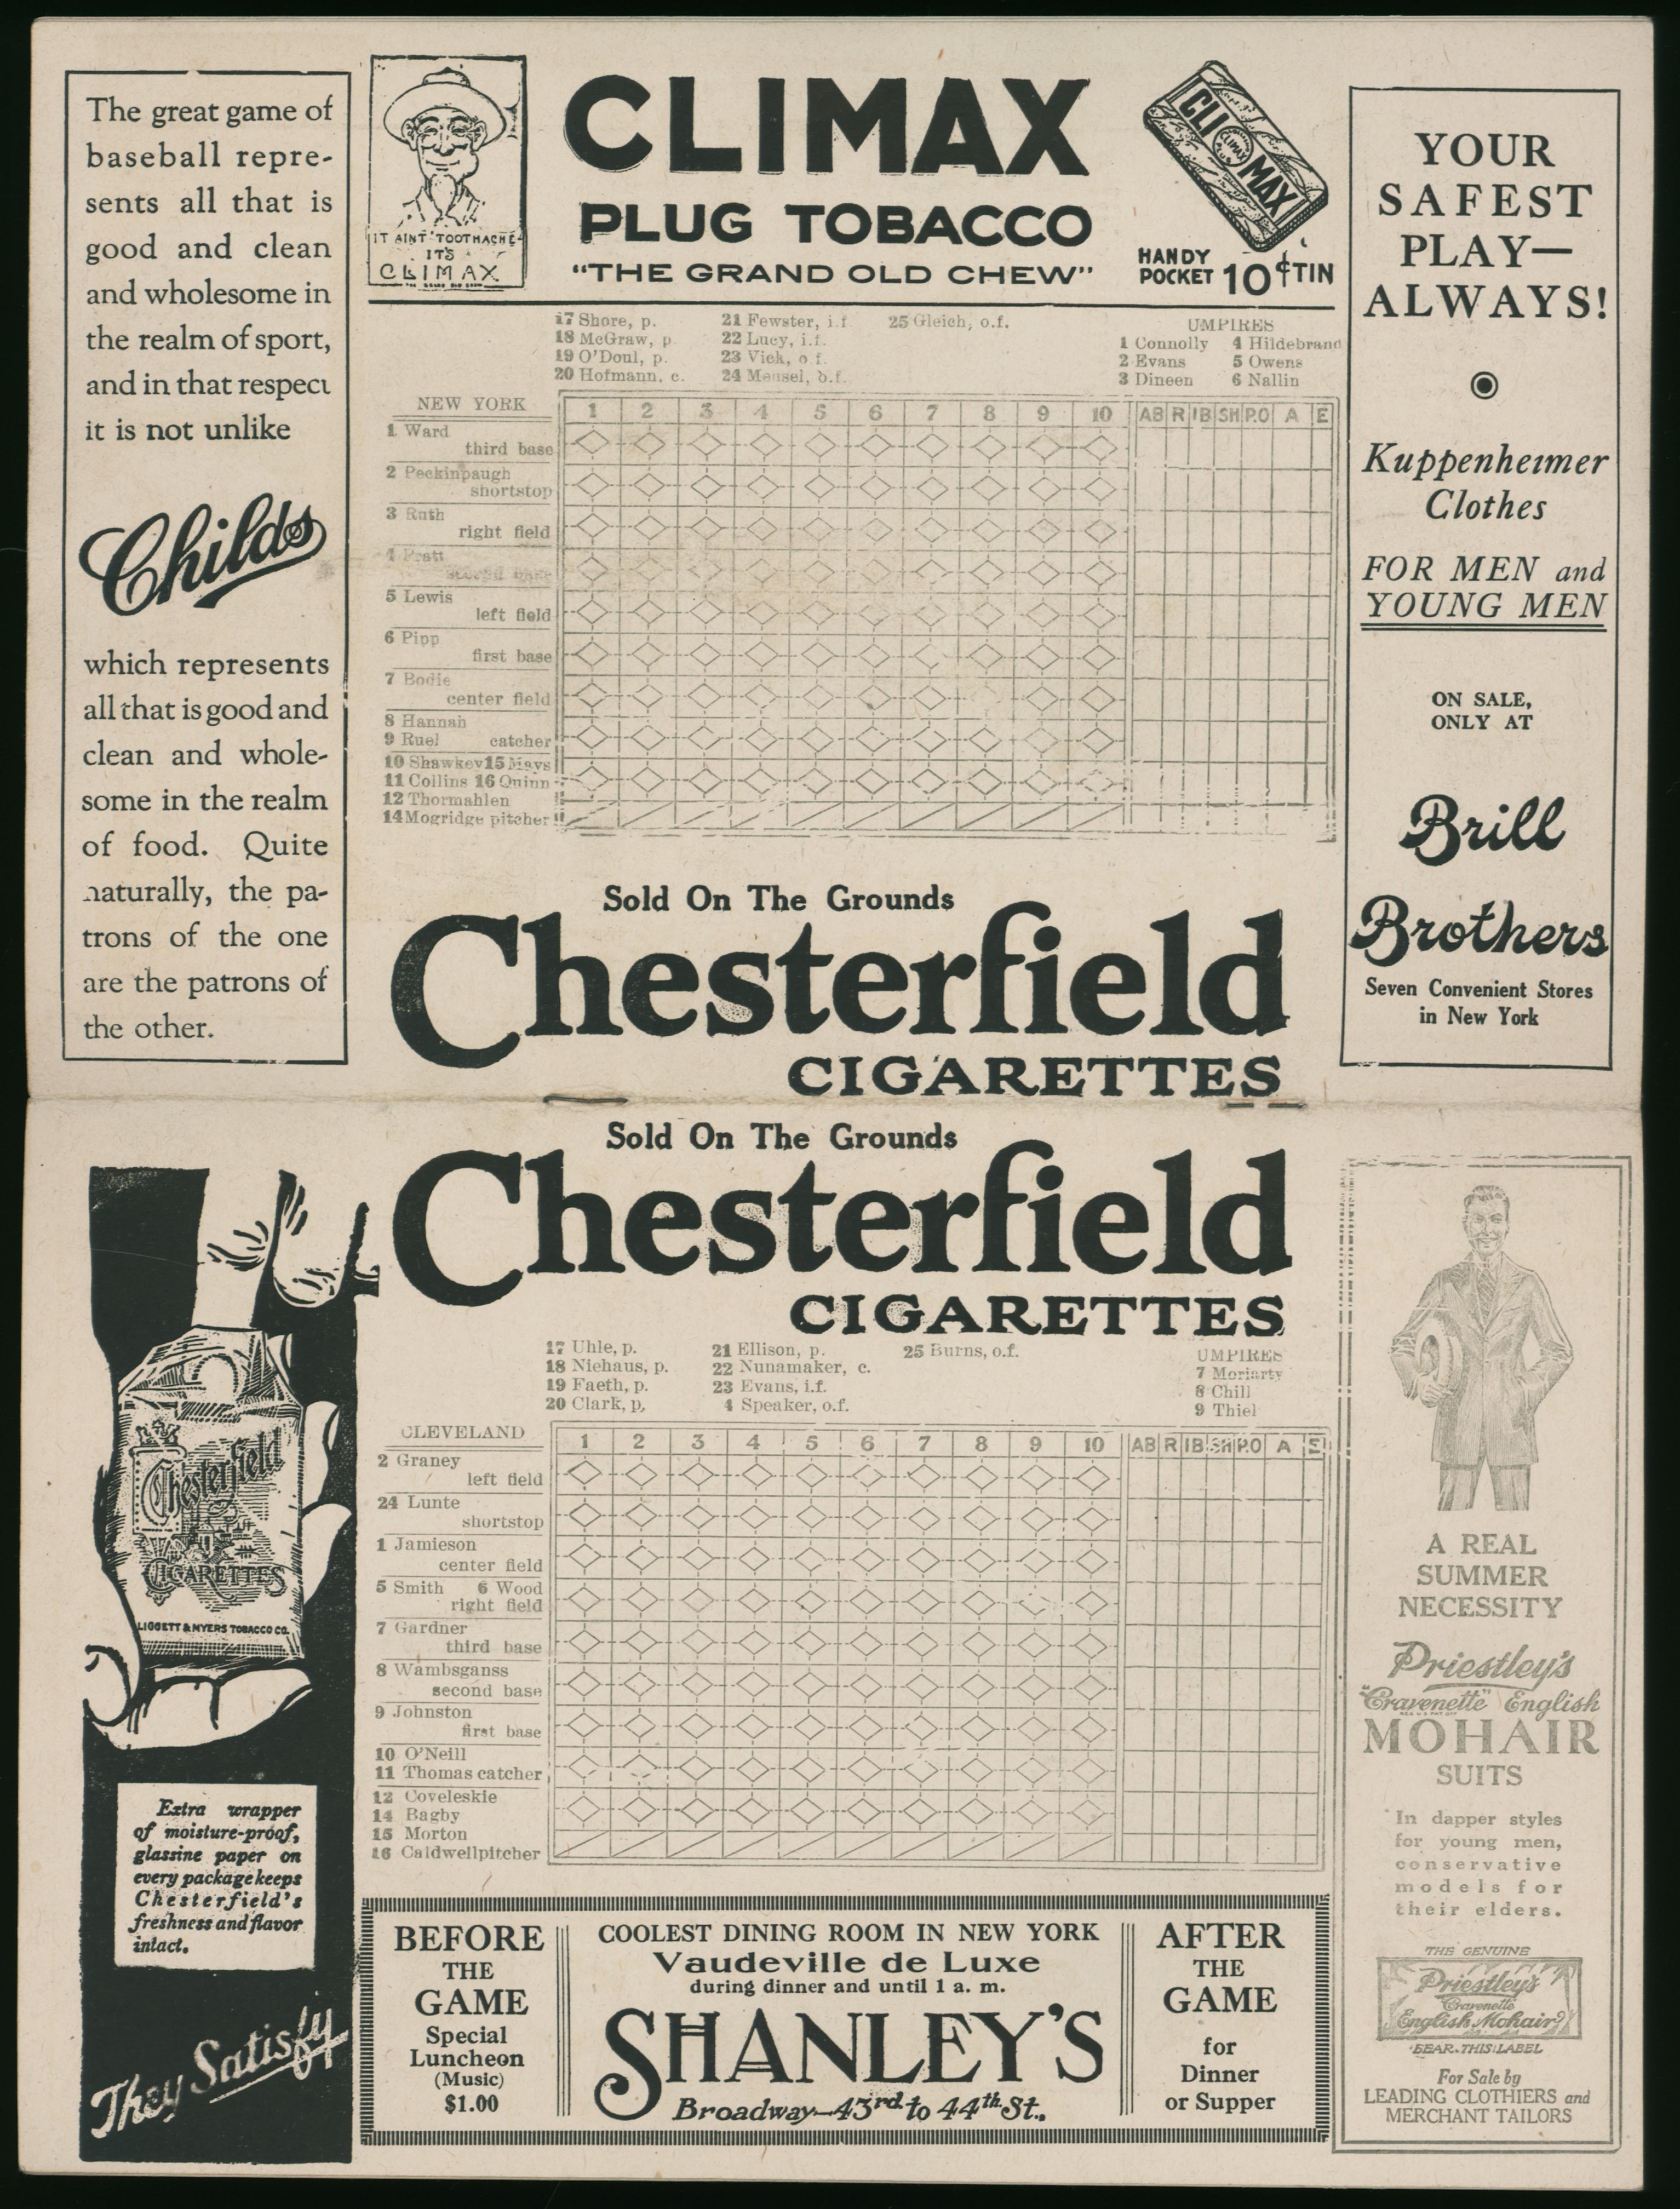 The great game of
baseball repre-
sents all that is
good and clean
and wholesome in
the realm of sport,
and in that respect
it is not unlike
Childs
which represents
all that is good and
clean and whole-
some in the realm
of food. Quite
naturally, the pa-
trons of the one
are the patrons of
the other.
IT AINT TOOTHACHE
IT'S
CLIMAX
CLIMAX
PLUG TOBACCO
"THE GRAND OLD CHEW"
CLIMAX
CLIMAX PLUG
HANDY
POCKET 10¢ TIN
17 Shore, p. 21 Fewster, i.f. 25 Gleich, o.f.
18 McGraw, p. 22 Lucy, i.f.
19 O'Doul, p. 23 Vick, o.f.
20 Hofmann, c. 24 Meusel, o.f.
UMPIRES
1 Connolly 4 Hildebrand
2 Evans 5 Owens
3 Dineen 6 Nallin
NEW YORK 1 2 3 4 5 6 7 8 9 10 AB R IB SH P.O A E
1 Ward
third base
2 Peckinpaugh
shortstop
3 Ruth
right field
4 Pratt
second base
5 Lewis
left field
6 Pipp
first base
7 Bodie
center field
8 Hannah
9 Ruel catcher
10 Shawkey 15 Mays
11 Collins 16 Quinn
12 Thormahlen
14 Mogridge pitcher
Sold On The Grounds
Chesterfield
CIGARETTES
YOUR
SAFEST
PLAY—
ALWAYS!
Kuppenheimer
Clothes
FOR MEN and
YOUNG MEN
ON SALE,
ONLY AT
Brill
Brothers
Seven Convenient Stores
in New York
Sold On The Grounds
Chesterfield
CIGARETTES
Chesterfield
CIGARETTES
LIGGETT & MYERS TOBACCO CO.
Extra wrapper
of moisture-proof,
glassine paper on
every package keeps
Chesterfield's
freshness and flavor
intact.
They Satisfy
17 Uhle, p. 21 Ellison, p. 25 Burns, o.f.
18 Niehaus, p. 22 Nunamaker, c.
19 Faeth, p. 23 Evans, i.f.
20 Clark, p, 4 Speaker, o.f.
UMPIRES
7 Moriarty
8 Chill
9 Thiel
CLEVELAND 1 2 3 4 5 6 7 8 9 10 AB R IB SH P.O A E
2 Graney
left field
24 Lunte
shortstop
1 Jamieson
center field
5 Smith 6 Wood
right field
7 Gardner
third base
8 Wambsganss
second base
9 Johnston
first base
10 O'Neill
11 Thomas catcher
12 Coveleskie
14 Bagby
15 Morton
16 Caldwell pitcher
BEFORE
THE
GAME
Special
Luncheon
(Music)
$1.00
COOLEST DINING ROOM IN NEW YORK
Vaudeville de Luxe
during dinner and until 1 a. m.
SHANLEY'S
Broadway—43rd to 44th St.,
AFTER
THE
GAME
for
Dinner
or Supper
A REAL
SUMMER
NECESSITY
Priestley's
"Cravenette" English
REG U S PAT OFF
MOHAIR
SUITS
In dapper styles
for young men,
conservative
models for
their elders.
THE GENUINE
Priestley's
Cravenette
English Mohair
BEAR THIS LABEL
For Sale by
LEADING CLOTHIERS and
MERCHANT TAILORS